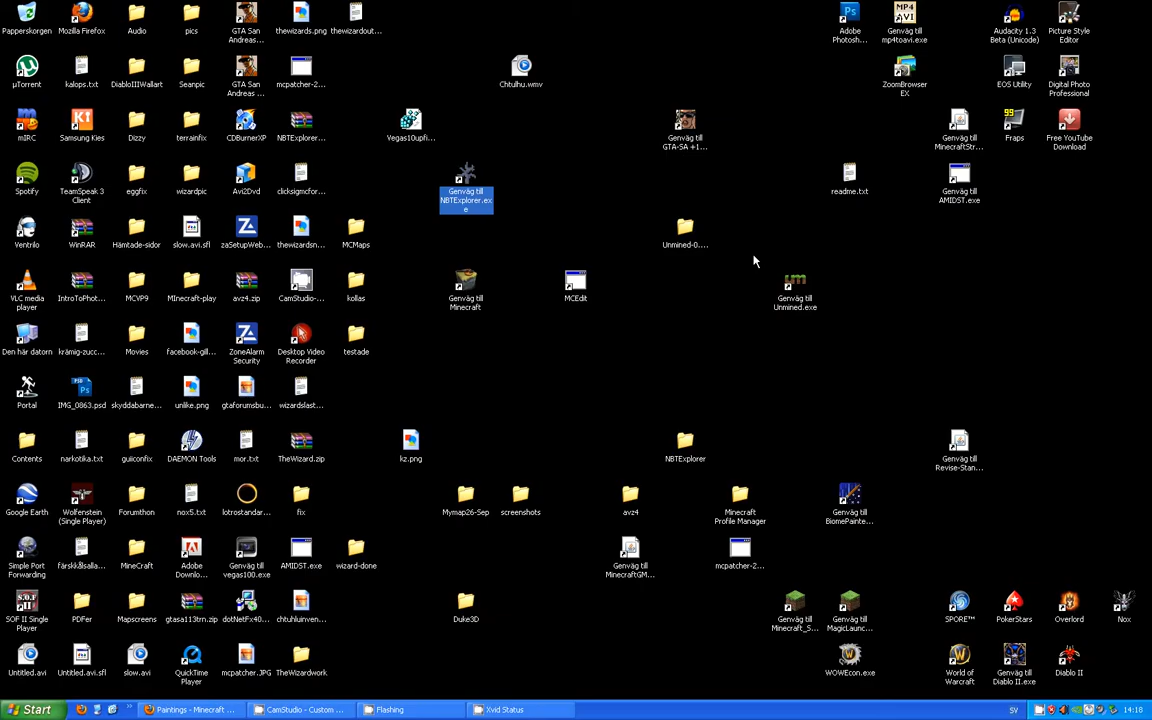 Papperskorgen
Mozilla Firefox
Audio
pics
GTA San
Andreas...
thewizards.png
thewizardout...
Adobe
Photosh...
Genväg till
mp4toavi.exe
Audacity 1.3
Beta (Unicode)
Picture Style
Editor
µTorrent
kalops.txt
DiabloIIIWallart
Seanpic
GTA San
Andreas ...
mcpatcher-2...
Chtulhu.wmv
ZoomBrowser
EX
EOS Utility
Digital Photo
Professional
mIRC
Samsung Kies
Dizzy
terrainfix
CDBurnerXP
NBTExplorer...
Vegas10upfi...
Genväg till
GTA-SA +1...
Genväg till
MinecraftStr...
99
Fraps
Free YouTube
Download
Spotify
TeamSpeak 3
Client
eggfix
wizardpic
Avi2Dvd
clicksigmcfor...
Genväg till
NBTExplorer.ex
e
readme.txt
Genväg till
AMIDST.exe
Ventrilo
WinRAR
Hämtade-sidor
slow.avi.sfl
zaSetupWeb...
thewizardsn...
MCMaps
Unmined-0....
VLC media
player
IntroToPhot...
MCVP9
MInecraft-play
avz4.zip
CamStudio-...
kollas
Genväg till
Minecraft
MCEdit
Genväg till
Unmined.exe
Den här datorn
krämig-zucc...
Movies
facebook-gill...
ZoneAlarm
Security
Desktop Video
Recorder
testade
Portal
IMG_0863.psd
skyddabarne...
unlike.png
gtaforumsbu...
wizardslast...
Contents
narkotika.txt
guiiconfix
DAEMON Tools
mor.txt
TheWizard.zip
kz.png
NBTExplorer
Genväg till
Revise-Stan...
Google Earth
Wolfenstein
(Single Player)
Forumthon
nox5.txt
lotrostandar...
fix
Mymap26-Sep
screenshots
avz4
Minecraft
Profile Manager
Genväg till
BiomePainte...
Simple Port
Forwarding
färskkålsalla...
MineCraft
Adobe
Downlo...
Genväg till
vegas100.exe
AMIDST.exe
wizard-done
Genväg till
MinecraftGM...
mcpatcher-2...
SOF II Single
Player
PDFer
Mapscreens
gtasa113trn.zip
dotNetFx40...
chtuhluinven...
Duke3D
Genväg till
Minecraft_S...
Genväg till
MagicLaunc...
SPORE™
PokerStars
Overlord
Nox
Untitled.avi
Untitled.avi.sfl
slow.avi
QuickTime
Player
mcpatcher.JPG
TheWizardwork
WOWEcon.exe
World of
Warcraft
Genväg till
Diablo II.exe
Diablo II
Start
Paintings - Minecraft ...
CamStudio - Custom ...
Flashing
Xvid Status
SV
14:18